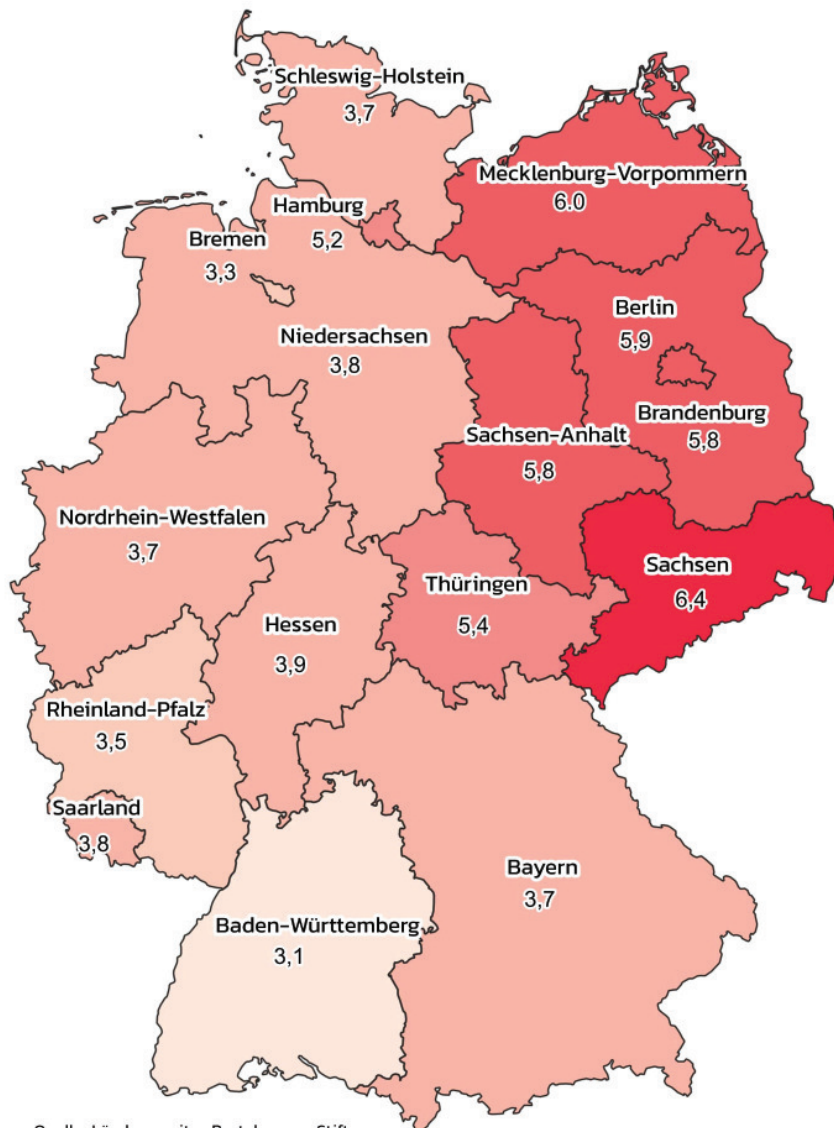 Schleswig-Holstein
3,7
Mecklenburg-Vorpommern
6.0
Hamburg
5,2
Bremen
3,3
Berlin
5,9
Niedersachsen
3,8
Brandenburg
5,8
Sachsen-Anhalt
5,8
Nordrhein-Westfalen
3,7
Sachsen
6,4
Thüringen
5,4
Hessen
3,9
Rheinland-Pfalz
3,5
Saarland
3,8
Bayern
3,7
Baden-Württemberg
3,1